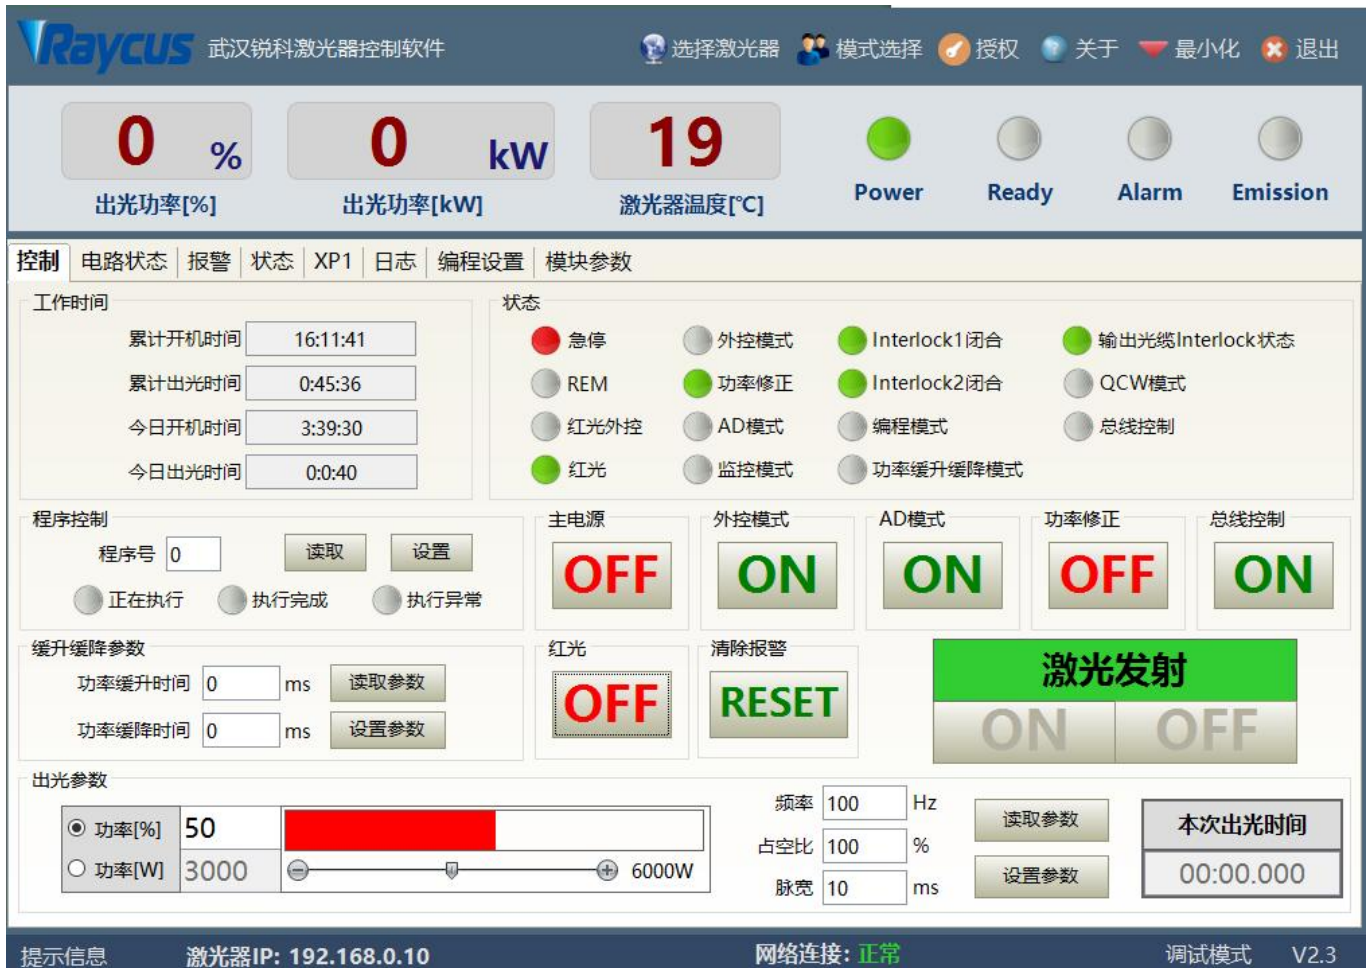 Raycus 武汉锐科激光器控制软件 选择激光器 模式选择 授权 关于 最小化 退出
0 % 0 kW 19
出光功率[%] 出光功率[kW] 激光器温度[℃] Power Ready Alarm Emission
控制 电路状态 报警 状态 XP1 日志 编程设置 模块参数
工作时间 状态
累计开机时间 16:11:41 急停 外控模式 Interlock1闭合 输出光缆Interlock状态
累计出光时间 0:45:36 REM 功率修正 Interlock2闭合 QCW模式
今日开机时间 3:39:30 红光外控 AD模式 编程模式 总线控制
今日出光时间 0:0:40 红光 监控模式 功率缓升缓降模式
程序控制 主电源 外控模式 AD模式 功率修正 总线控制
程序号 0 读取 设置 OFF ON ON OFF ON
正在执行 执行完成 执行异常
缓升缓降参数 红光 清除报警 激光发射
功率缓升时间 0 ms 读取参数 OFF RESET ON OFF
功率缓降时间 0 ms 设置参数
出光参数
功率[%] 50 频率 100 Hz 读取参数 本次出光时间
功率[W] 3000 6000W 占空比 100 % 设置参数 00:00.000
脉宽 10 ms
提示信息 激光器IP: 192.168.0.10 网络连接: 正常 调试模式 V2.3